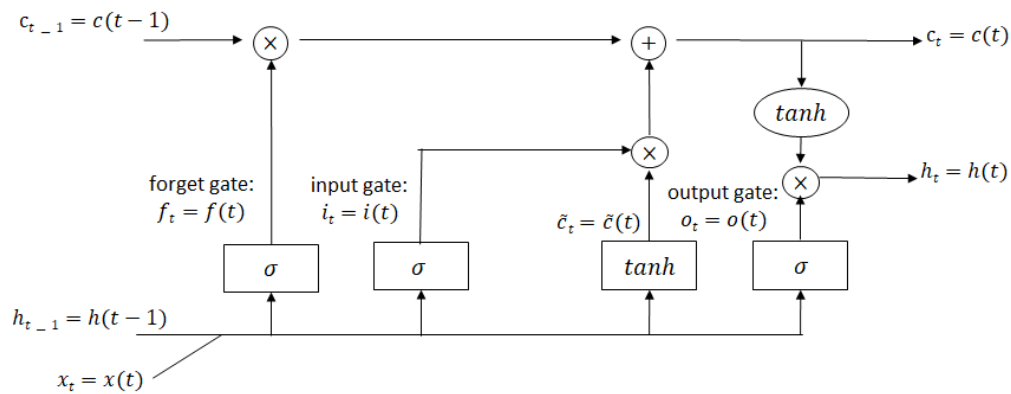 c_{t−1} = c(t − 1)
×
+
c_t = c(t)
tanh
×
×
h_t = h(t)
forget gate:
f_t = f(t)
input gate:
i_t = i(t)
output gate:
o_t = o(t)
c̃_t = c̃(t)
σ
σ
tanh
σ
h_{t−1} = h(t − 1)
x_t = x(t)